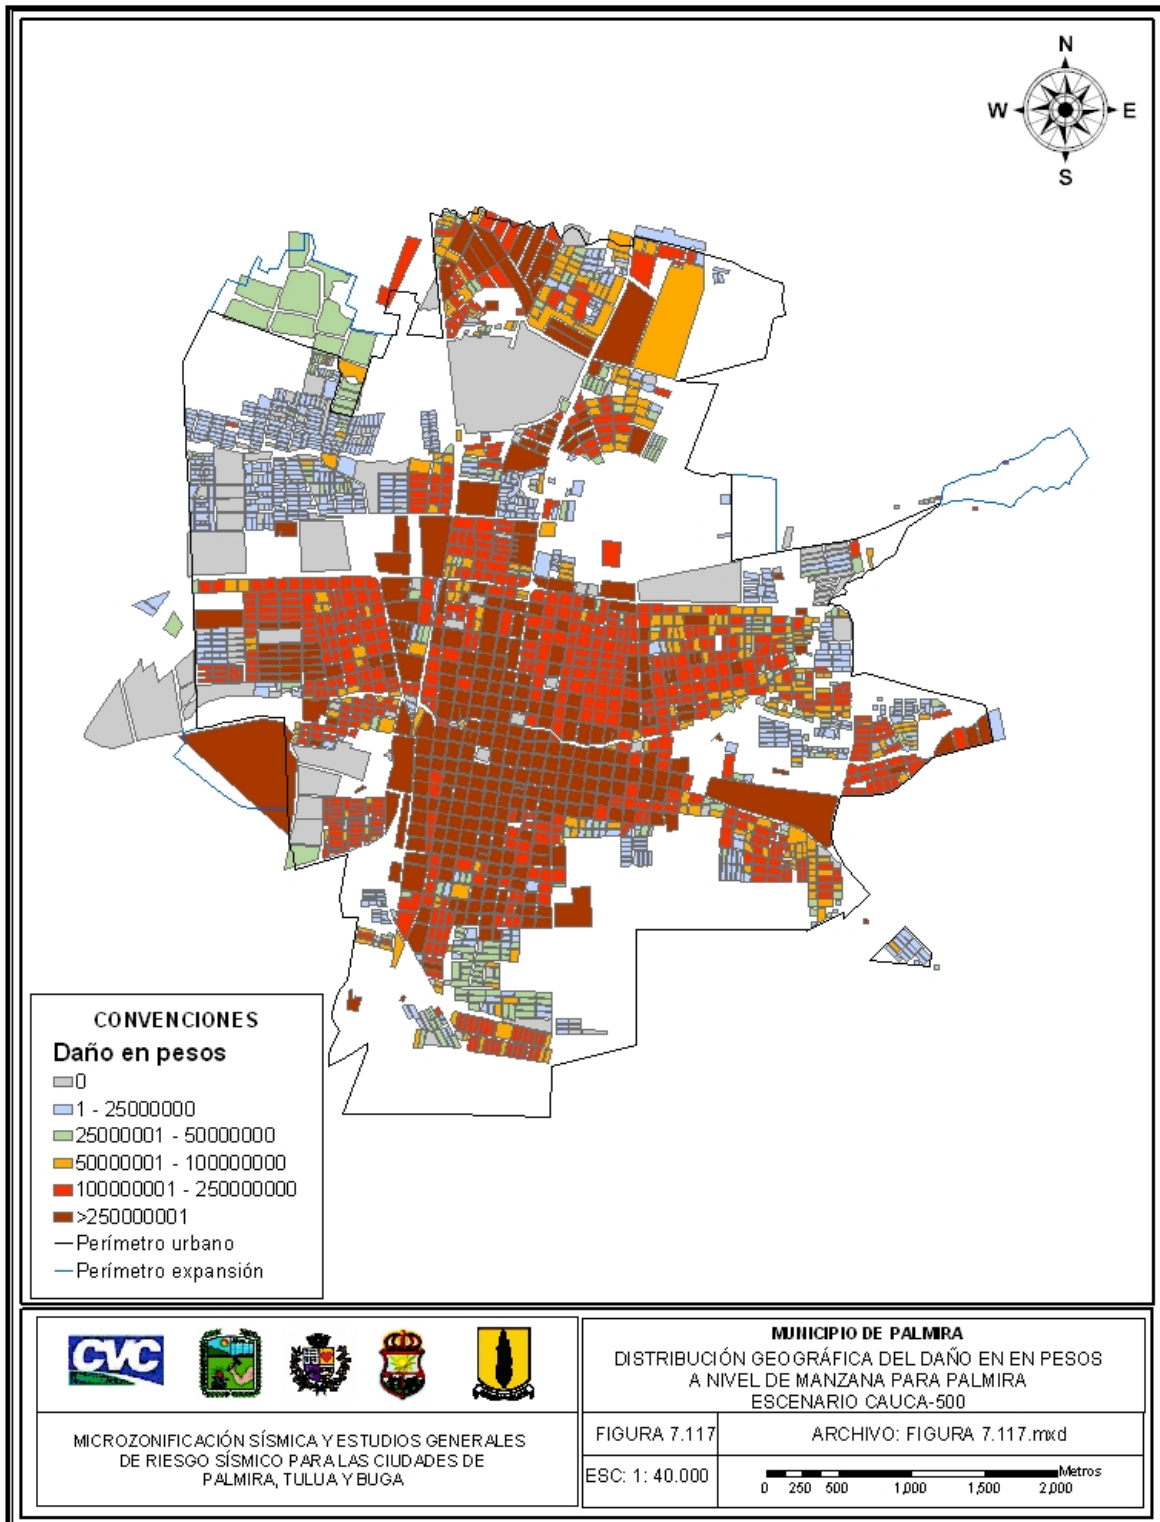 N
W E
S
CONVENCIONES
Daño en pesos
0
1 - 25000000
25000001 - 50000000
50000001 - 100000000
100000001 - 250000000
>250000001
Perímetro urbano
Perímetro expansión
CVC
MICROZONIFICACIÓN SÍSMICA Y ESTUDIOS GENERALES
DE RIESGO SÍSMICO PARA LAS CIUDADES DE
PALMIRA, TULUA Y BUGA
MUNICIPIO DE PALMIRA
DISTRIBUCIÓN GEOGRÁFICA DEL DAÑO EN EN PESOS
A NIVEL DE MANZANA PARA PALMIRA
ESCENARIO CAUCA-500
FIGURA 7.117
ARCHIVO: FIGURA 7.117.mxd
ESC: 1: 40.000
Metros
0 250 500 1,000 1,500 2,000